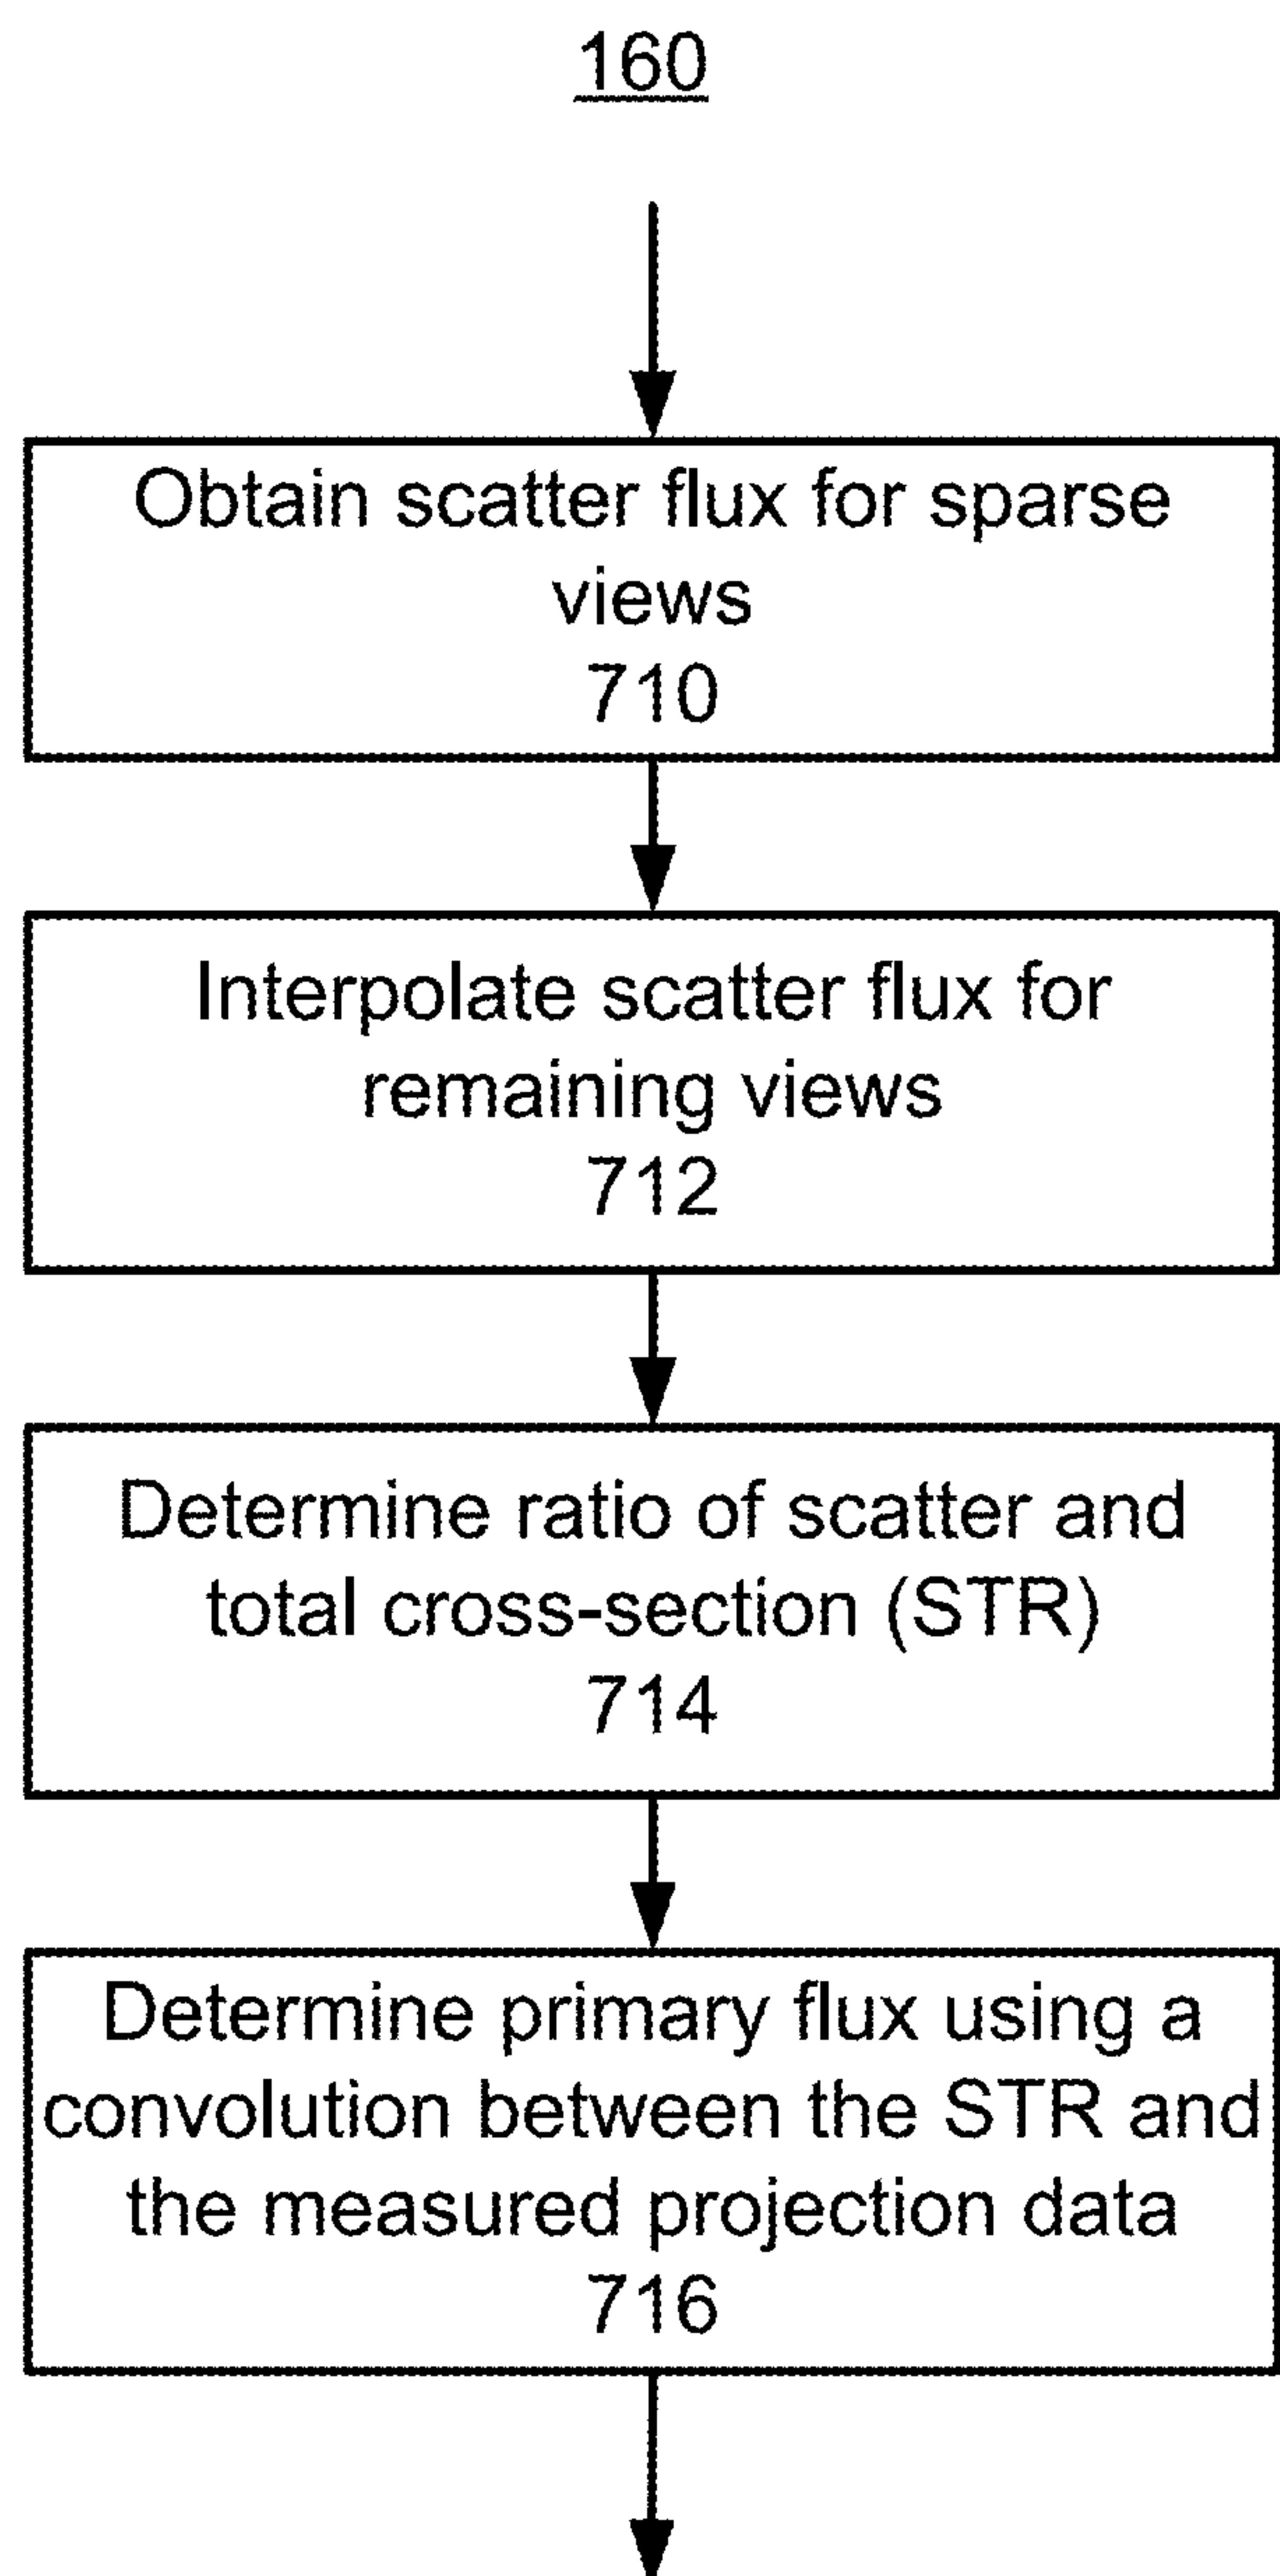 160
Obtain scatter flux for sparse
views
710
Interpolate scatter flux for
remaining views
712
Determine ratio of scatter and
total cross-section (STR)
714
Determine primary flux using a
convolution between the STR and
the measured projection data
716